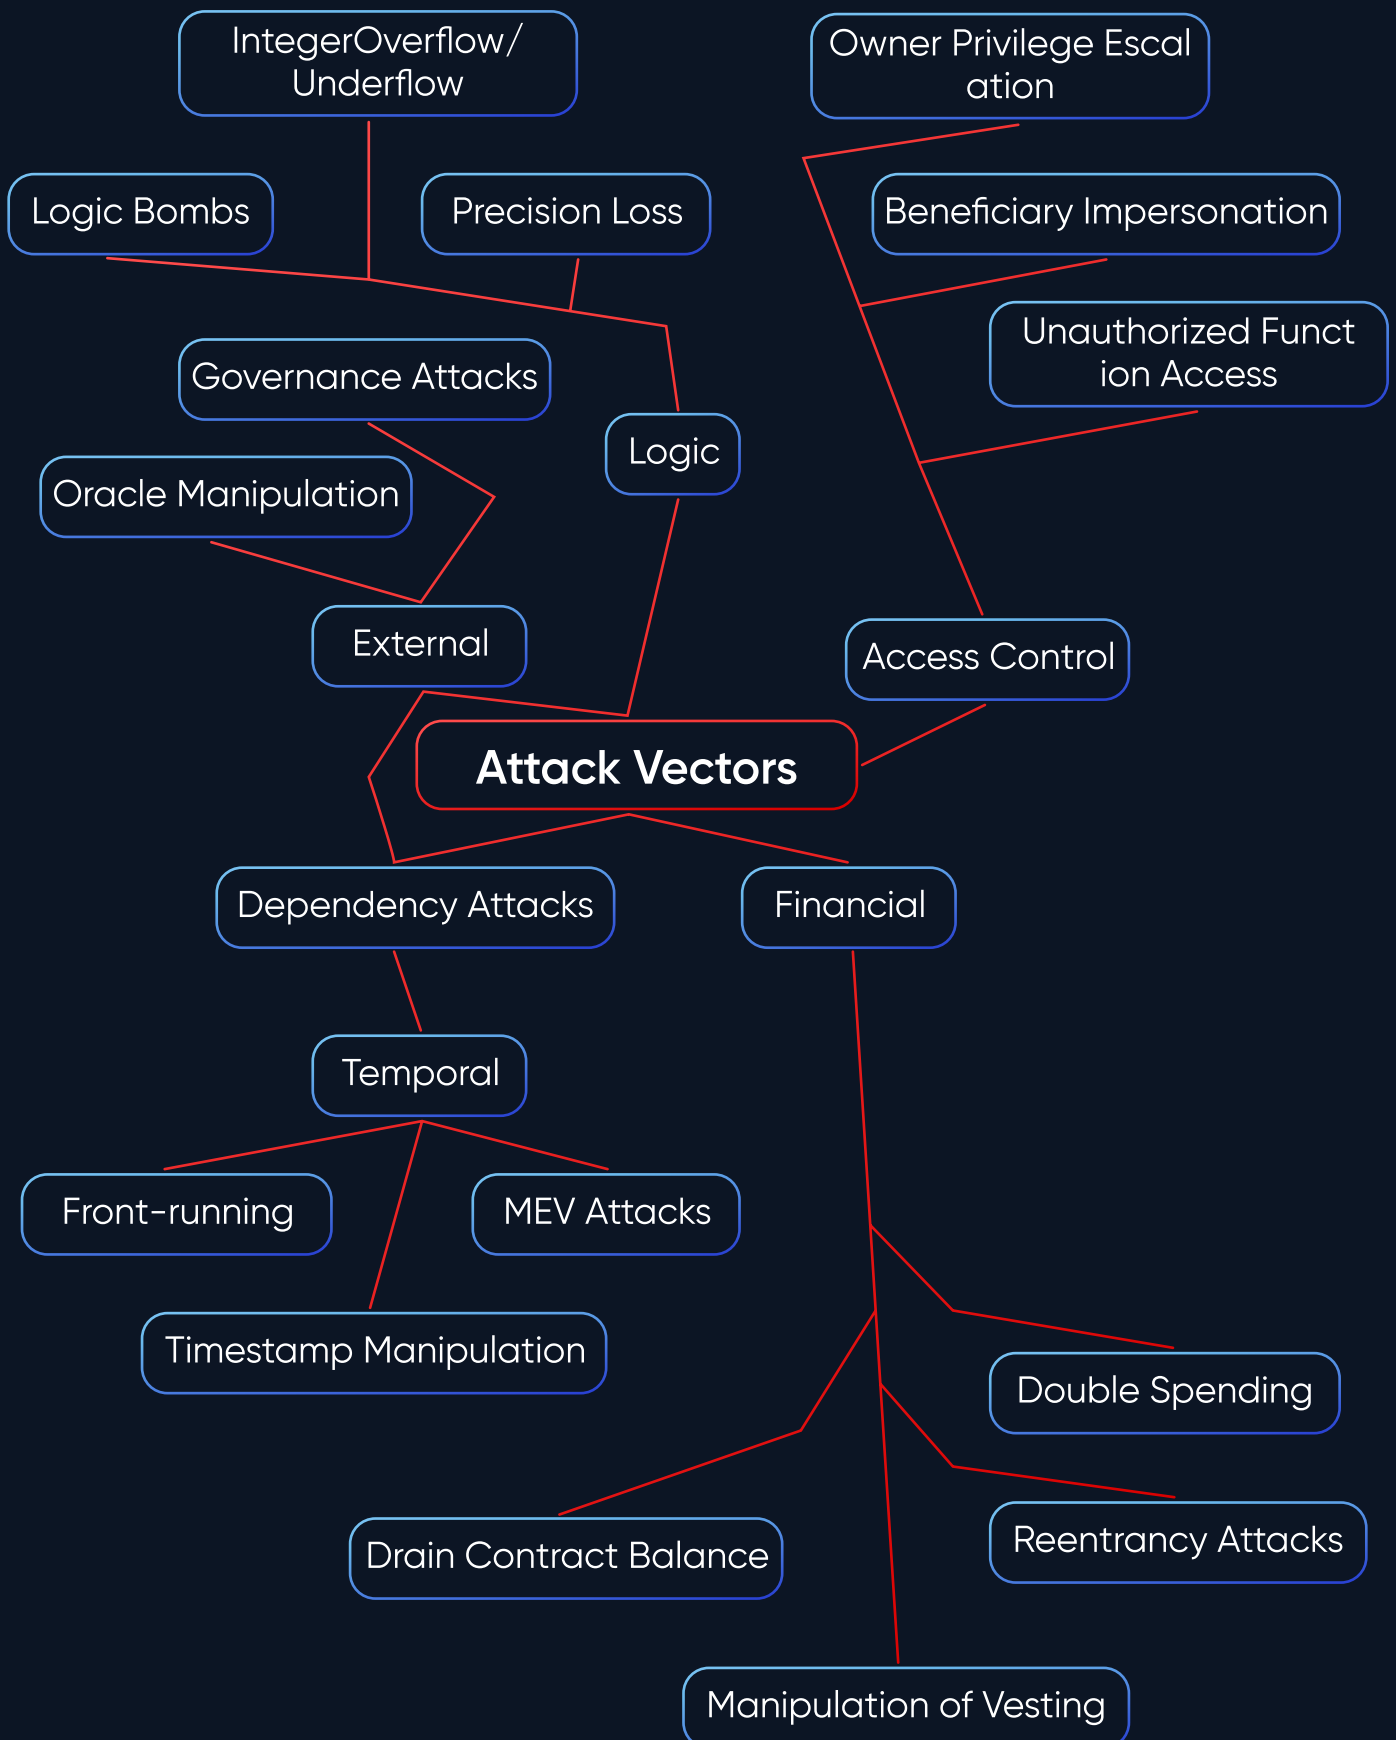 IntegerOverflow/
Underflow
Owner Privilege Escal
ation
Logic Bombs
Precision Loss
Beneficiary Impersonation
Unauthorized Funct
ion Access
Governance Attacks
Logic
Oracle Manipulation
External
Access Control
Attack Vectors
Dependency Attacks
Financial
Temporal
Front-running
MEV Attacks
Timestamp Manipulation
Double Spending
Drain Contract Balance
Reentrancy Attacks
Manipulation of Vesting